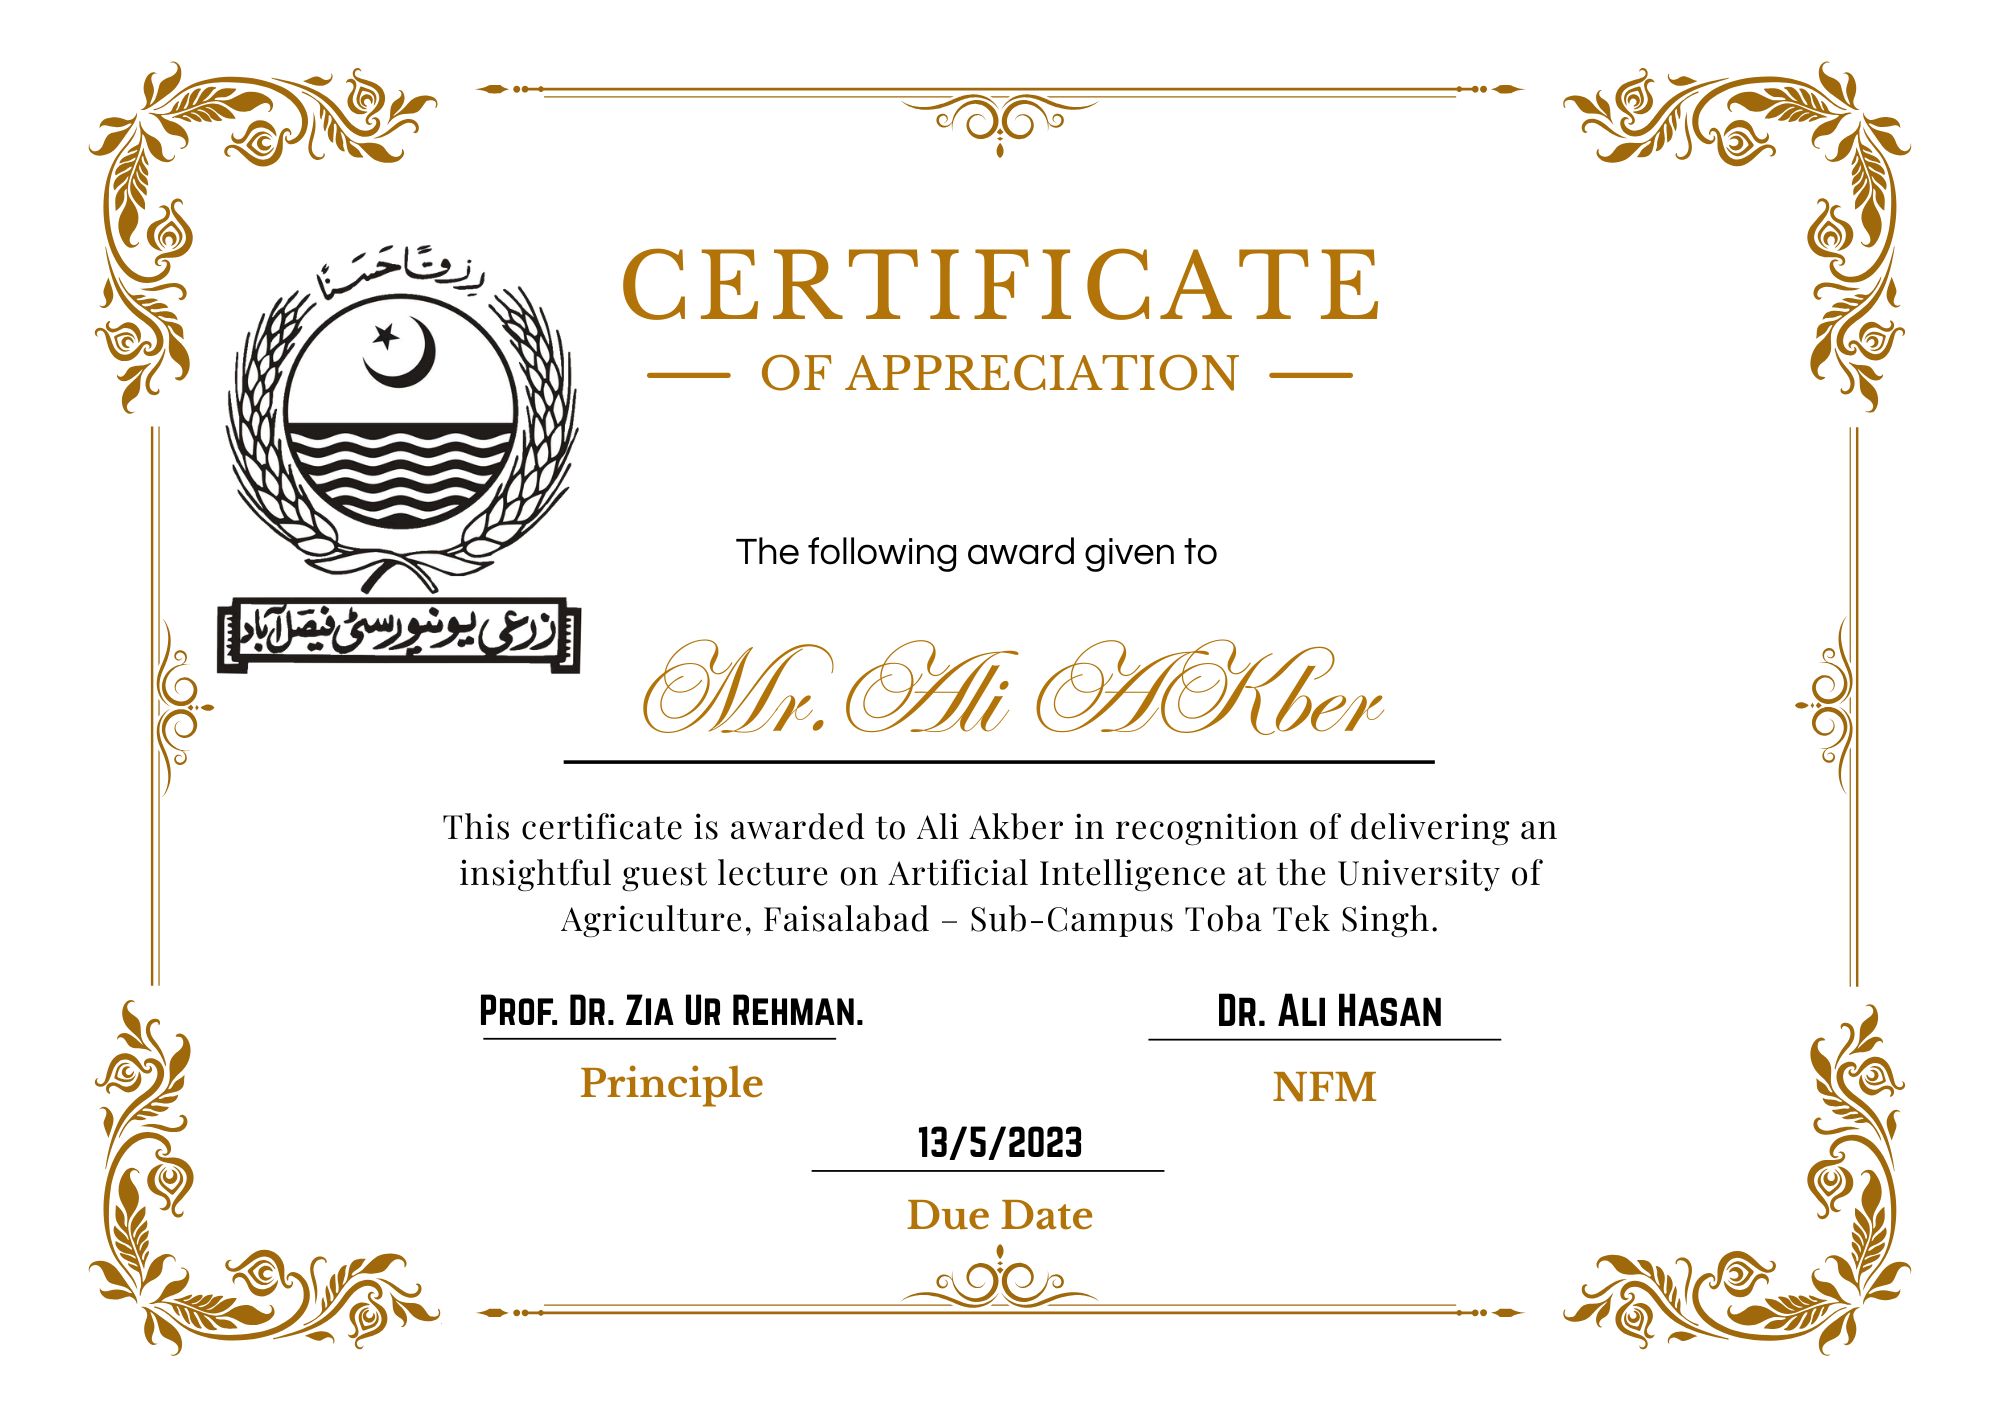 CERTIFICATE
OF APPRECIATION
رزقًا حَسَنًا
زرعی یونیورسٹی فیصل آباد
The following award given to
Mr. Ali AKber
This certificate is awarded to Ali Akber in recognition of delivering an
insightful guest lecture on Artificial Intelligence at the University of
Agriculture, Faisalabad – Sub-Campus Toba Tek Singh.
PROF. DR. ZIA UR REHMAN.
Principle
DR. ALI HASAN
NFM
13/5/2023
Due Date